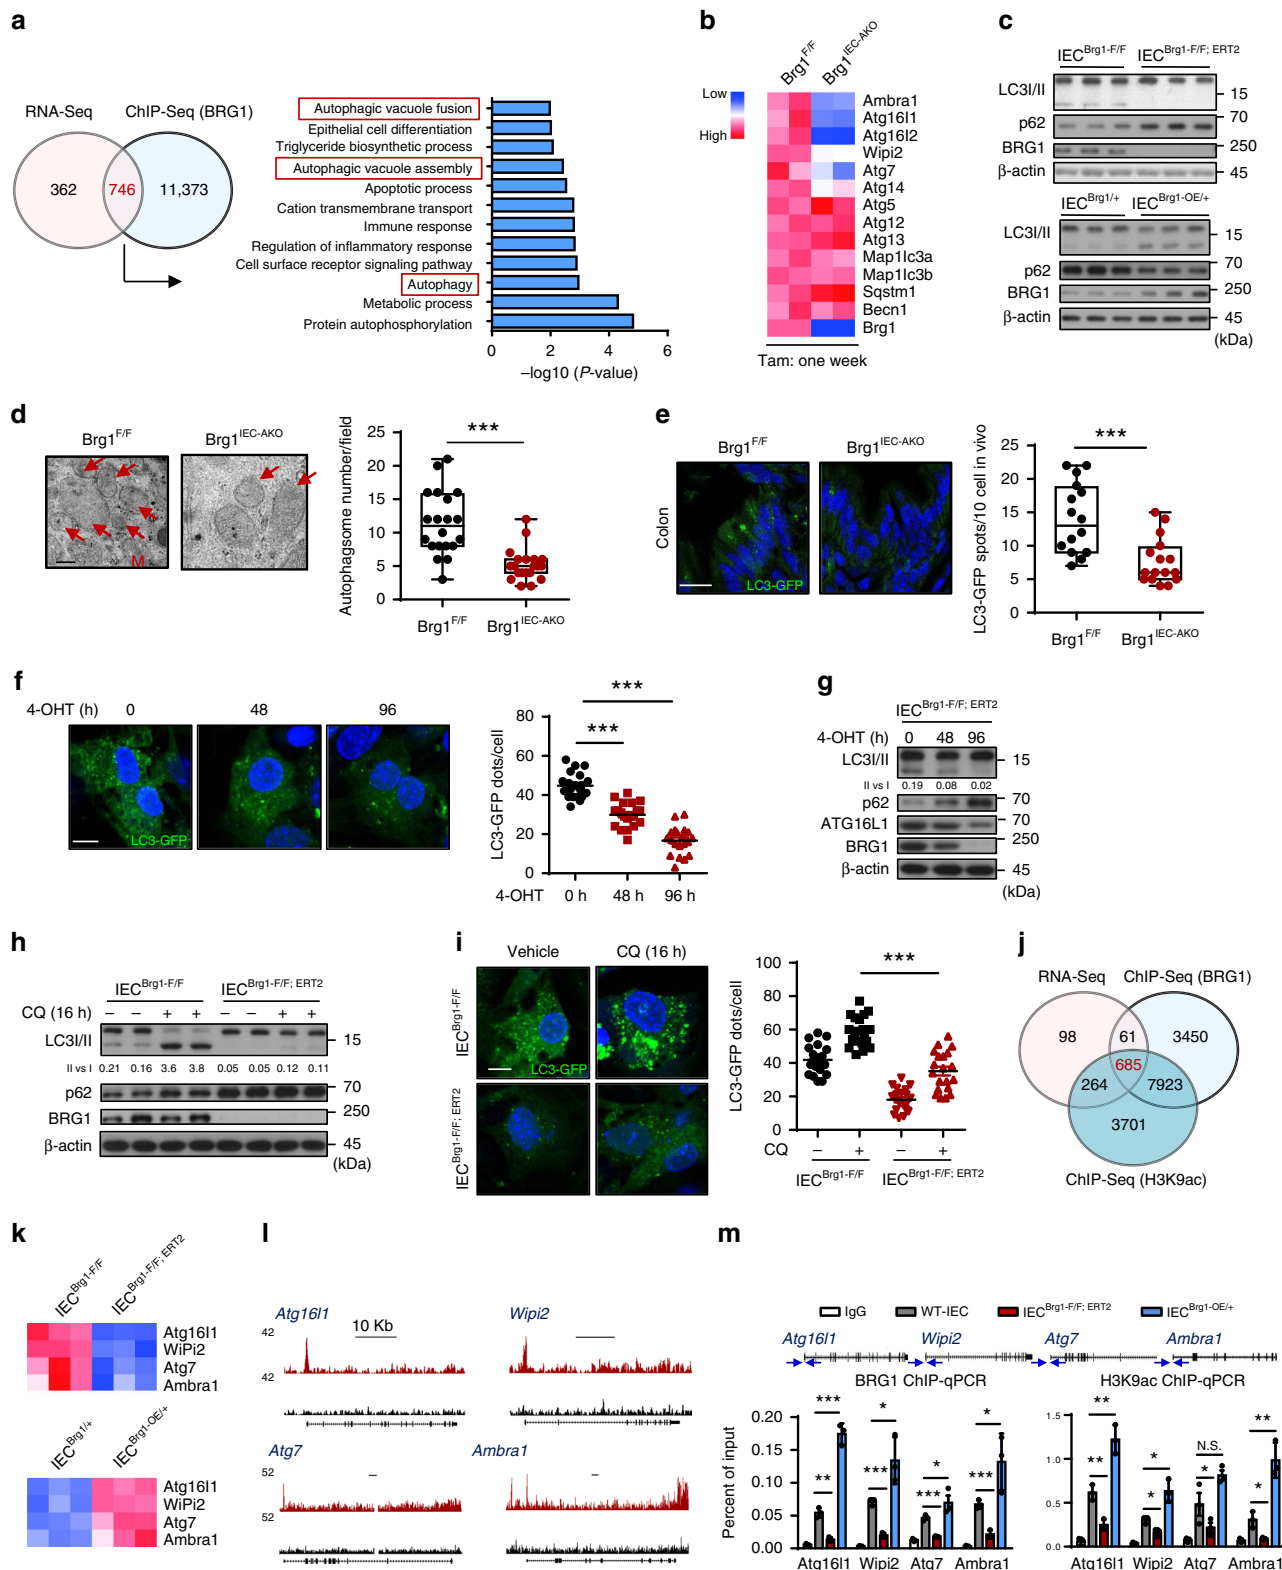 a
RNA-Seq ChIP-Seq (BRG1)
362 746 11,373
Autophagic vacuole fusion
Epithelial cell differentiation
Triglyceride biosynthetic process
Autophagic vacuole assembly
Apoptotic process
Cation transmembrane transport
Immune response
Regulation of inflammatory response
Cell surface receptor signaling pathway
Autophagy
Metabolic process
Protein autophosphorylation
0 2 4 6
–log10 (P-value)
b
Brg1F/F Brg1IEC-AKO
Low
High
Ambra1
Atg16l1
Atg16l2
Wipi2
Atg7
Atg14
Atg5
Atg12
Atg13
Map1lc3a
Map1lc3b
Sqstm1
Becn1
Brg1
Tam: one week
c
IECBrg1-F/F IECBrg1-F/F; ERT2
LC3I/II 15
p62 70
BRG1 250
β-actin 45
IECBrg1/+ IECBrg1-OE/+
LC3I/II 15
p62 70
BRG1 250
β-actin 45
(kDa)
d
Brg1F/F Brg1IEC-AKO
M
Autophagsome number/field
25
20
15
10
5
0
***
Brg1F/F Brg1IEC-AKO
e
Brg1F/F Brg1IEC-AKO
Colon
LC3-GFP
LC3-GFP spots/10 cell in vivo
25
20
15
10
5
0
***
Brg1F/F Brg1IEC-AKO
f
4-OHT (h) 0 48 96
LC3-GFP
LC3-GFP dots/cell
80
60
40
20
0
***
***
4-OHT 0 h 48 h 96 h
g
IECBrg1-F/F; ERT2
4-OHT (h) 0 48 96
LC3I/II 15
II vs I 0.19 0.08 0.02
p62 70
ATG16L1 70
BRG1 250
β-actin 45
(kDa)
h
IECBrg1-F/F IECBrg1-F/F; ERT2
CQ (16 h) – – + + – – + +
LC3I/II 15
II vs I 0.21 0.16 3.6 3.8 0.05 0.05 0.12 0.11
p62 70
BRG1 250
β-actin 45
(kDa)
i
Vehicle CQ (16 h)
IECBrg1-F/F
LC3-GFP
IECBrg1-F/F; ERT2
LC3-GFP dots/cell
100
80
60
40
20
0
***
CQ – + – +
IECBrg1-F/F IECBrg1-F/F; ERT2
j
RNA-Seq ChIP-Seq (BRG1)
98 61 3450
685
264 7923
3701
ChIP-Seq (H3K9ac)
k
IECBrg1-F/F IECBrg1-F/F; ERT2
Atg16l1
WiPi2
Atg7
Ambra1
IECBrg1/+ IECBrg1-OE/+
Atg16l1
WiPi2
Atg7
Ambra1
l
Atg16l1 10 Kb Wipi2
42
42
Atg7 Ambra1
52
52
m
IgG WT-IEC IECBrg1-F/F; ERT2 IECBrg1-OE/+
Atg16l1 Wipi2 Atg7 Ambra1
BRG1 ChIP-qPCR H3K9ac ChIP-qPCR
Percent of input
0.20
0.15
0.10
0.05
0.00
*** ** * *** * *** * ***
Atg16l1 Wipi2 Atg7 Ambra1
1.5
1.0
0.5
0.0
** ** * * N.S. * ** *
Atg16l1 Wipi2 Atg7 Ambra1